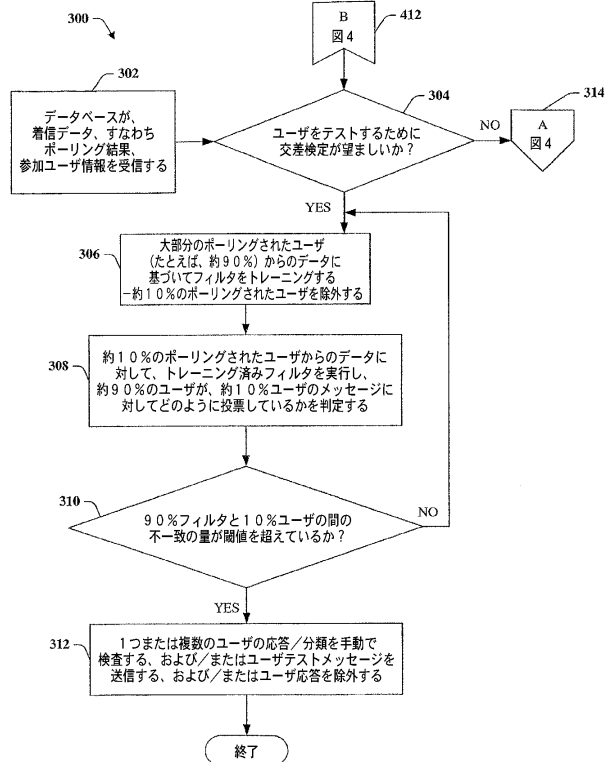 300
B
図4
412
302
データベースが、
着信データ、すなわち
ポーリング結果、
参加ユーザ情報を受信する
304
ユーザをテストするために
交差検定が望ましいか?
NO
314
A
図4
YES
306
大部分のポーリングされたユーザ
(たとえば、約90%)からのデータに
基づいてフィルタをトレーニングする
-約10%のポーリングされたユーザを除外する
308
約10%のポーリングされたユーザからのデータに
対して、トレーニング済みフィルタを実行し、
約90%のユーザが、約10%ユーザのメッセージに
対してどのように投票しているかを判定する
310
90%フィルタと10%ユーザの間の
不一致の量が閾値を超えているか?
NO
YES
312
1つまたは複数のユーザの応答/分類を手動で
検査する、および/またはユーザテストメッセージを
送信する、および/またはユーザ応答を除外する
終了